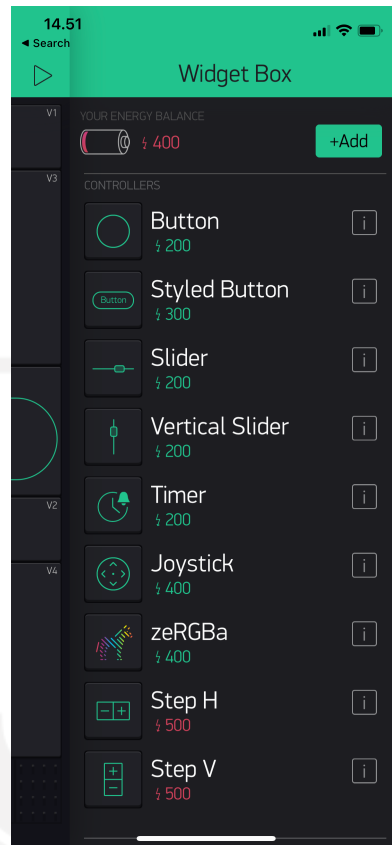 14.51
◀ Search
Widget Box
V1
YOUR ENERGY BALANCE
400
+Add
V3
CONTROLLERS
Button
200
i
Button
Styled Button
300
i
Slider
200
i
Vertical Slider
200
i
V2
Timer
200
i
V4
Joystick
400
i
zeRGBa
400
i
Step H
500
i
Step V
500
i